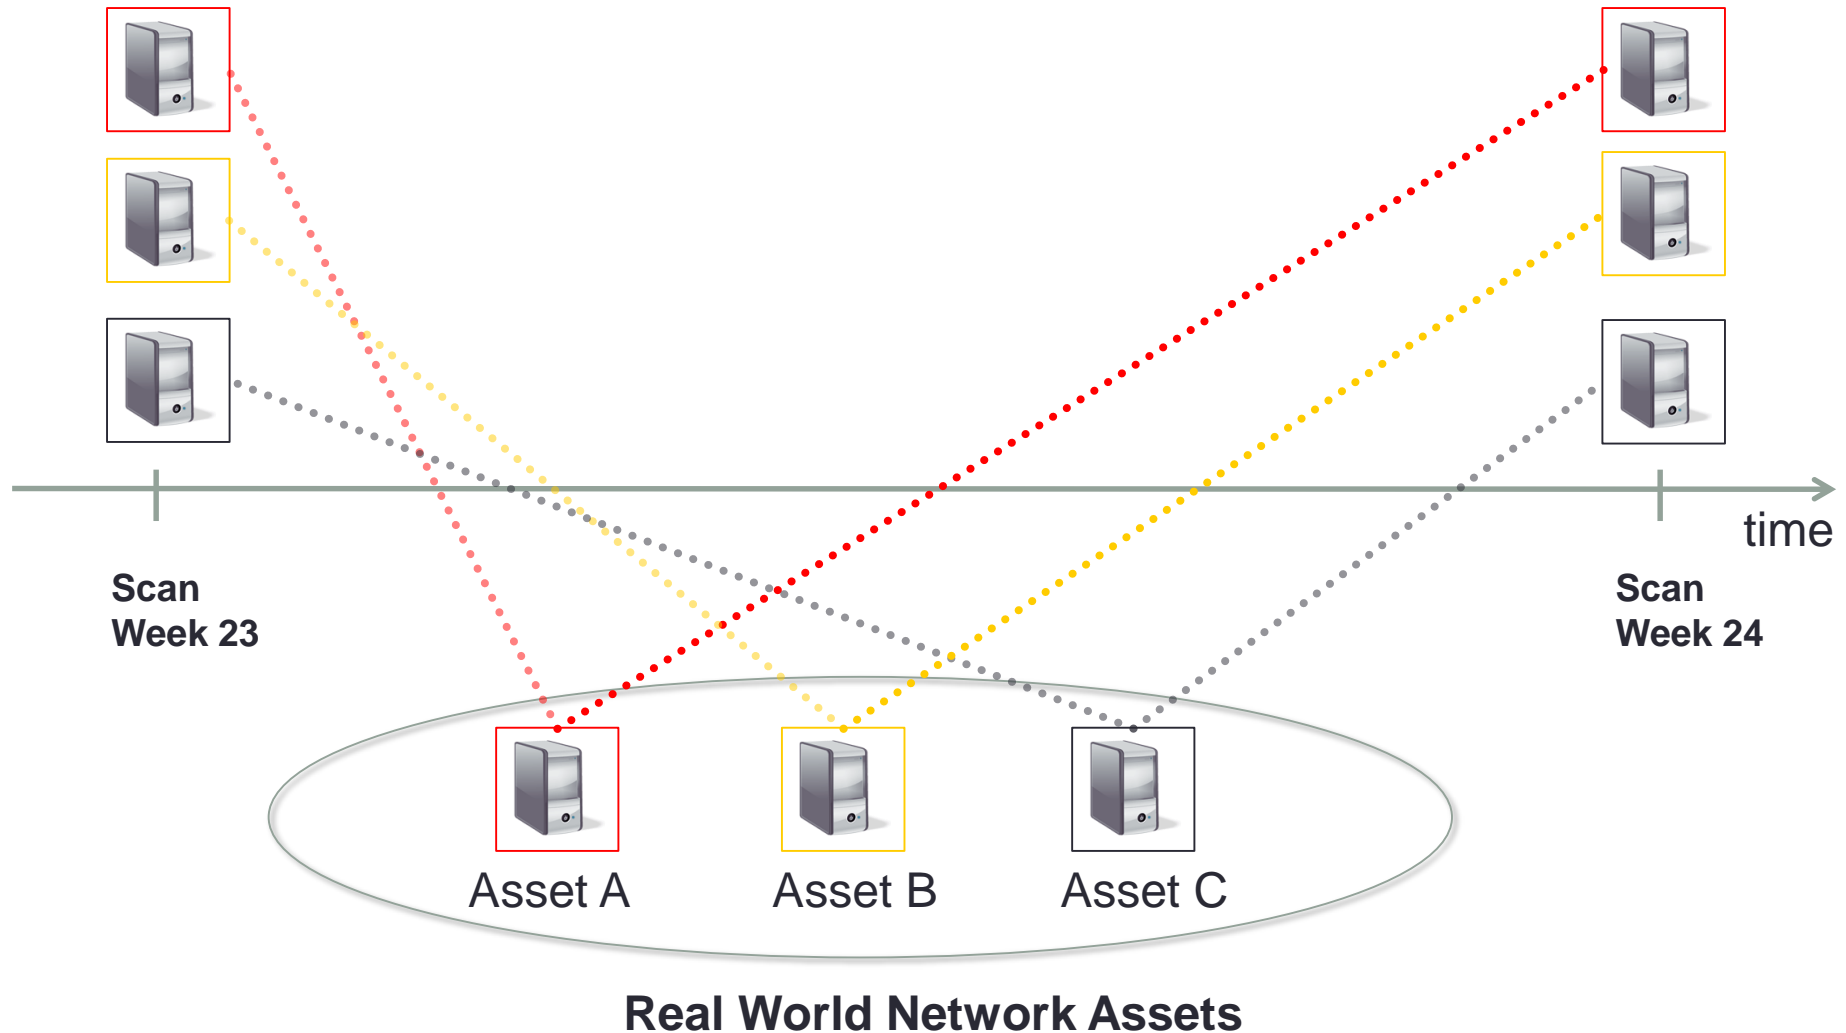 time
Scan
Week 23
Scan
Week 24
Asset A
Asset B
Asset C
Real World Network Assets